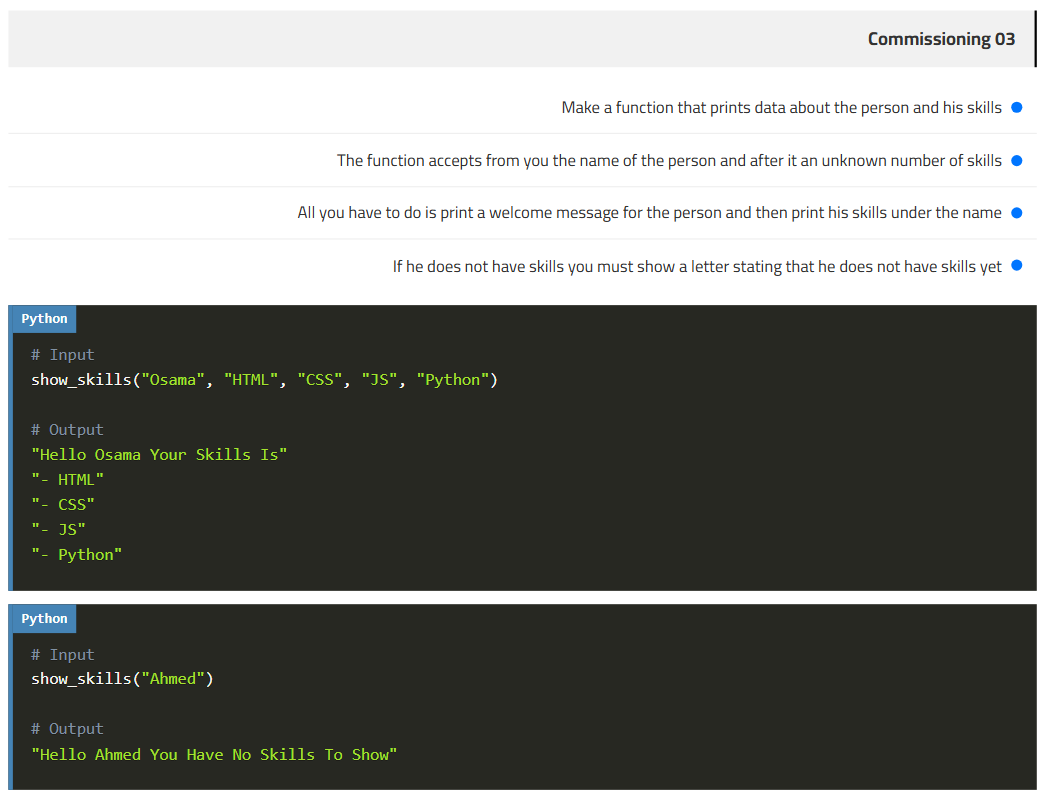 Commissioning 03
Make a function that prints data about the person and his skills
The function accepts from you the name of the person and after it an unknown number of skills
All you have to do is print a welcome message for the person and then print his skills under the name
If he does not have skills you must show a letter stating that he does not have skills yet
Python
# Input
show_skills("Osama", "HTML", "CSS", "JS", "Python")
# Output
"Hello Osama Your Skills Is"
"- HTML"
"- CSS"
"- JS"
"- Python"
Python
# Input
show_skills("Ahmed")
# Output
"Hello Ahmed You Have No Skills To Show"